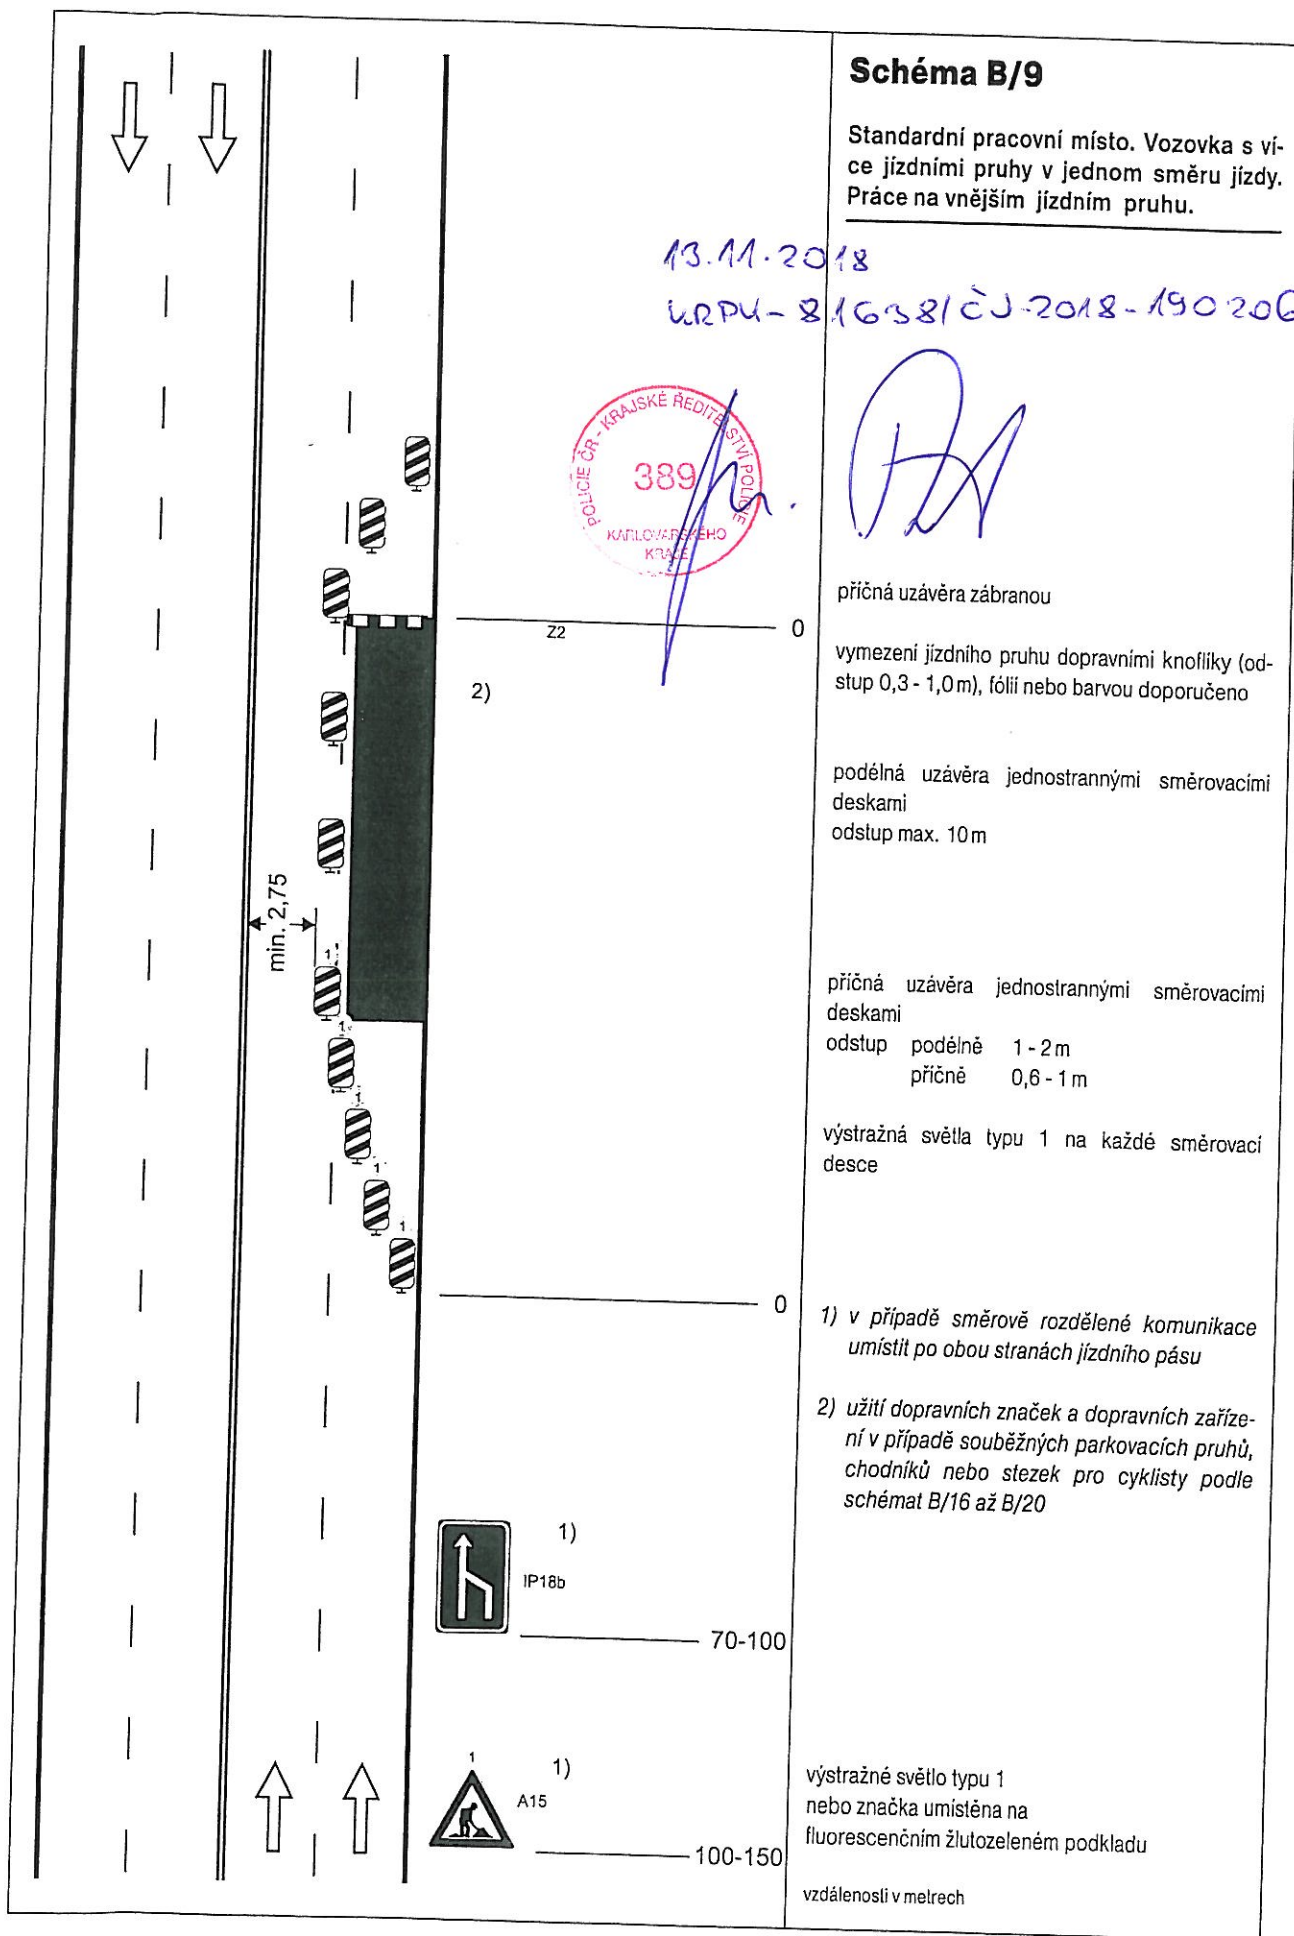 Schéma B/9
Standardní pracovní místo. Vozovka s ví-
ce jízdními pruhy v jednom směru jízdy.
Práce na vnějším jízdním pruhu.
13.11.2018
KRPK-81638/ČJ-2018-190206
POLICIE ČR - KRAJSKÉ ŘEDITELSTVÍ POLICIE
389
KARLOVARSKÉHO
KRAJE
příčná uzávěra zábranou
Z2
0
vymezení jízdního pruhu dopravními knoflíky (od-
stup 0,3 - 1,0 m), fólií nebo barvou doporučeno
2)
podélná uzávěra jednostrannými směrovacími
deskami
odstup max. 10 m
min. 2,75
1
příčná uzávěra jednostrannými směrovacími
deskami
odstup podélně 1 - 2 m
příčně 0,6 - 1 m
1
1
výstražná světla typu 1 na každé směrovací
desce
1
1
0
1) v případě směrově rozdělené komunikace
umístit po obou stranách jízdního pásu
2) užití dopravních značek a dopravních zaříze-
ní v případě souběžných parkovacích pruhů,
chodníků nebo stezek pro cyklisty podle
schémat B/16 až B/20
1)
IP18b
70-100
1
1)
A15
výstražné světlo typu 1
nebo značka umístěna na
fluorescenčním žlutozeleném podkladu
100-150
vzdálenosti v metrech